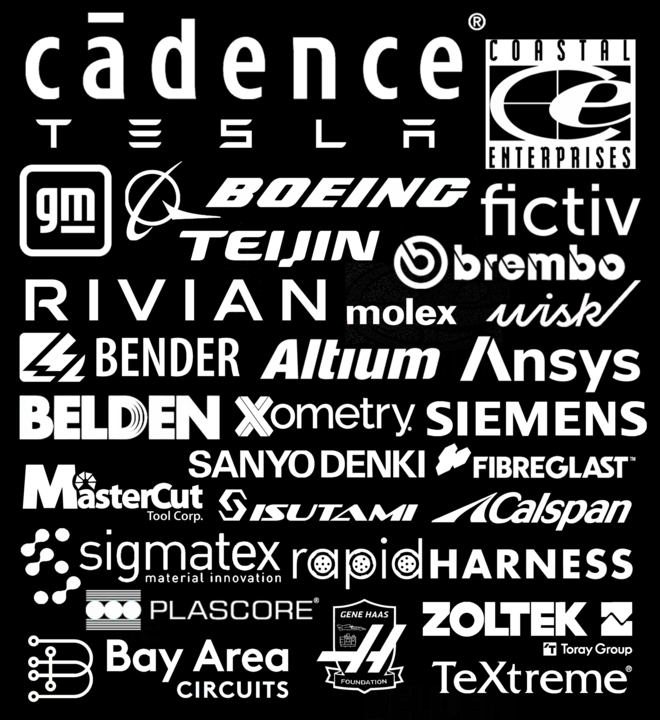 cādence®
TESLA
COASTAL
Ce
ENTERPRISES
gm
BOEING
fictiv
TEIJIN
brembo
RIVIAN
molex
wisk
BENDER
Altium
Ansys
BELDEN
Xometry.
SIEMENS
SANYO DENKI
FIBREGLAST™
MasterCut
Tool Corp.
ISUTAMI
Calspan
sigmatex
material innovation
rapidHARNESS
PLASCORE®
GENE HAAS
H
FOUNDATION
ZOLTEK
Toray Group
Bay Area
CIRCUITS
TeXtreme®